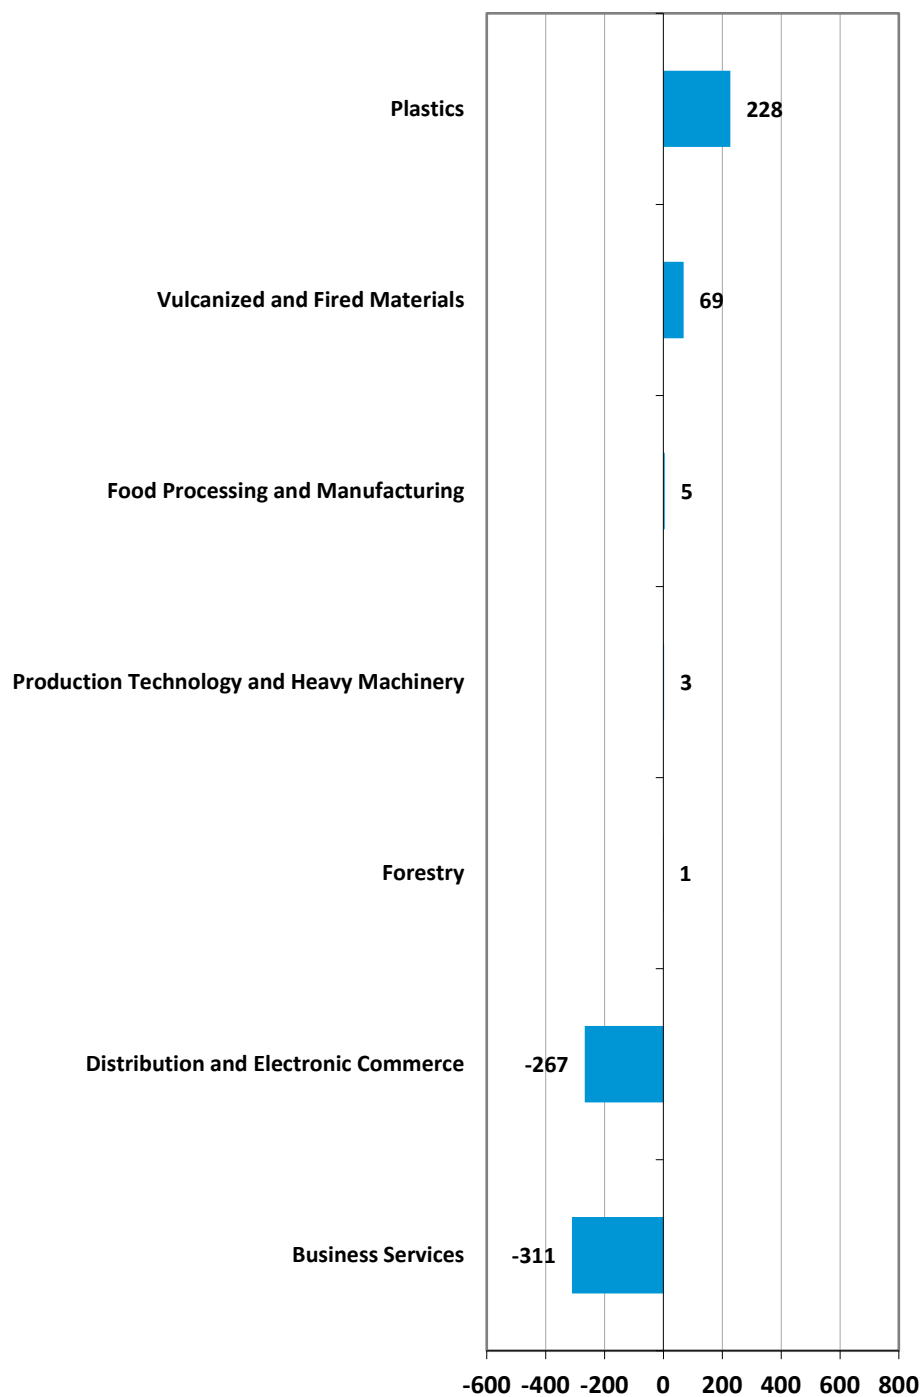 Plastics 228
Vulcanized and Fired Materials 69
Food Processing and Manufacturing 5
Production Technology and Heavy Machinery 3
Forestry 1
Distribution and Electronic Commerce -267
Business Services -311
-600 -400 -200 0 200 400 600 800